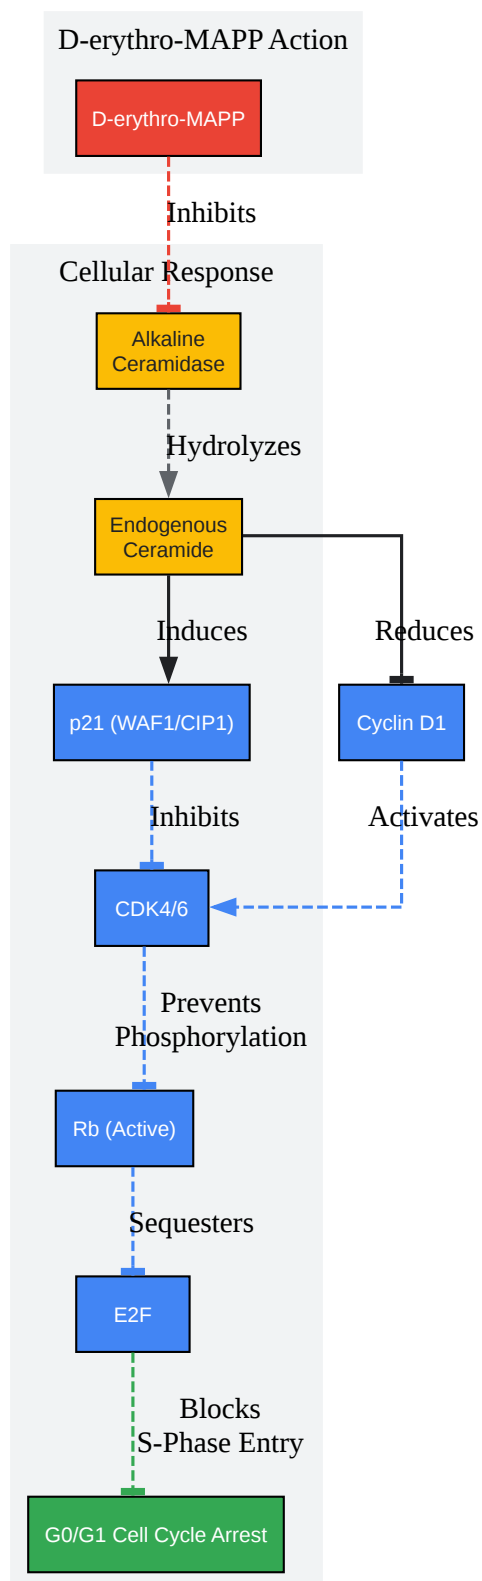 D-erythro-MAPP Action
D-erythro-MAPP
Inhibits
Cellular Response
Alkaline
Ceramidase
Hydrolyzes
Endogenous
Ceramide
Induces
Reduces
p21 (WAF1/CIP1)
Cyclin D1
Inhibits
Activates
CDK4/6
Prevents
Phosphorylation
Rb (Active)
Sequesters
E2F
Blocks
S-Phase Entry
G0/G1 Cell Cycle Arrest